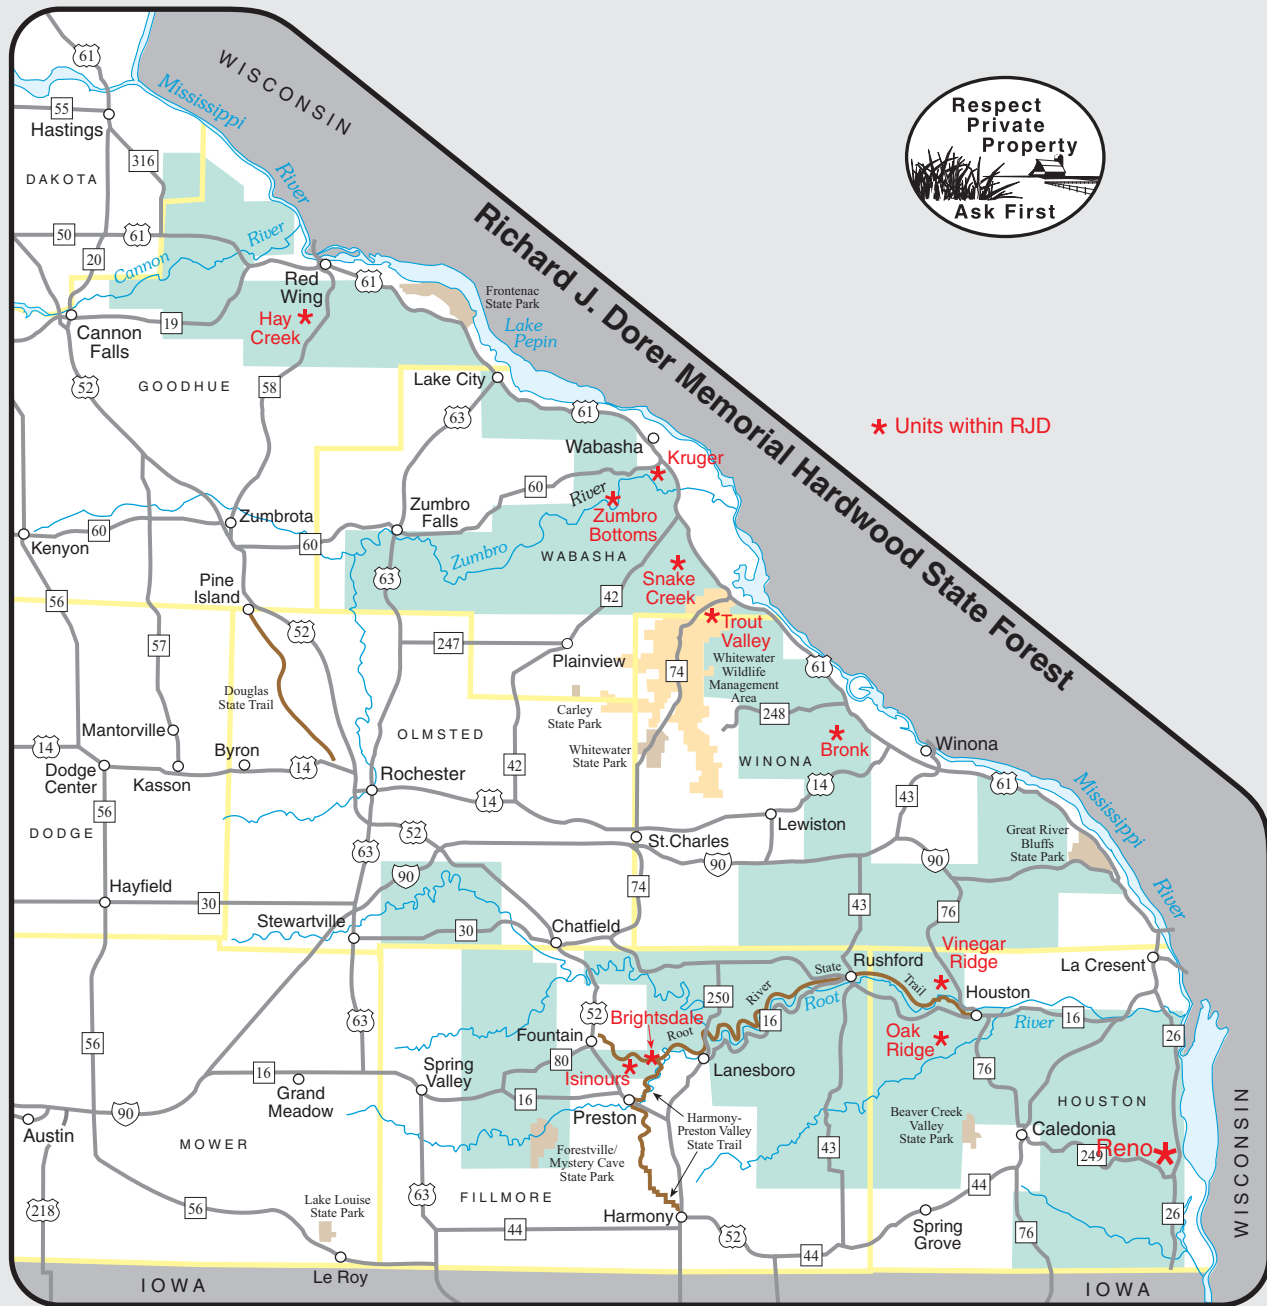 WISCONSIN
61
Mississippi
Respect
Private
Property
Ask First
55
Hastings
316
DAKOTA
River
Richard J. Dorer Memorial Hardwood State Forest
50
61
River
20
Cannon
Red
Wing
61
Frontenac
State Park
Hay
Creek
19
Cannon
Falls
Lake
Pepin
52
GOODHUE
58
Lake City
63
61
Units within RJD
Wabasha
Kruger
60
River
Zumbro
Falls
Zumbro
Bottoms
Zumbrota
60
Kenyon
60
Zumbro
WABASHA
Pine
Island
63
Snake
Creek
56
42
52
Trout
Valley
57
247
Plainview
74
Whitewater
Wildlife
Management
Area
61
Douglas
State Trail
Carley
State Park
248
Mantorville
OLMSTED
Whitewater
State Park
Bronk
Winona
14
Byron
14
WINONA
Dodge
Center
Kasson
Rochester
42
14
14
61
Mississippi
56
43
DODGE
52
Lewiston
St.Charles
Great River
Bluffs
State Park
63
90
90
90
Hayfield
74
30
43
76
River
Stewartville
30
Chatfield
Vinegar
Ridge
Rushford
La Cresent
State
Trail
River
250
Houston
Root
63
52
Brightsdale
16
River
16
Fountain
Root
Oak
Ridge
26
56
80
Spring
Valley
Isinours
Lanesboro
16
Grand
Meadow
16
76
HOUSTON
90
Preston
Harmony-
Preston Valley
State Trail
Beaver Creek
Valley
State Park
Caledonia
Austin
MOWER
Forestville/
Mystery Cave
State Park
43
249
Reno
WISCONSIN
63
FILLMORE
44
218
56
Lake Louise
State Park
Harmony
Spring
Grove
26
44
52
76
44
Le Roy
IOWA
IOWA